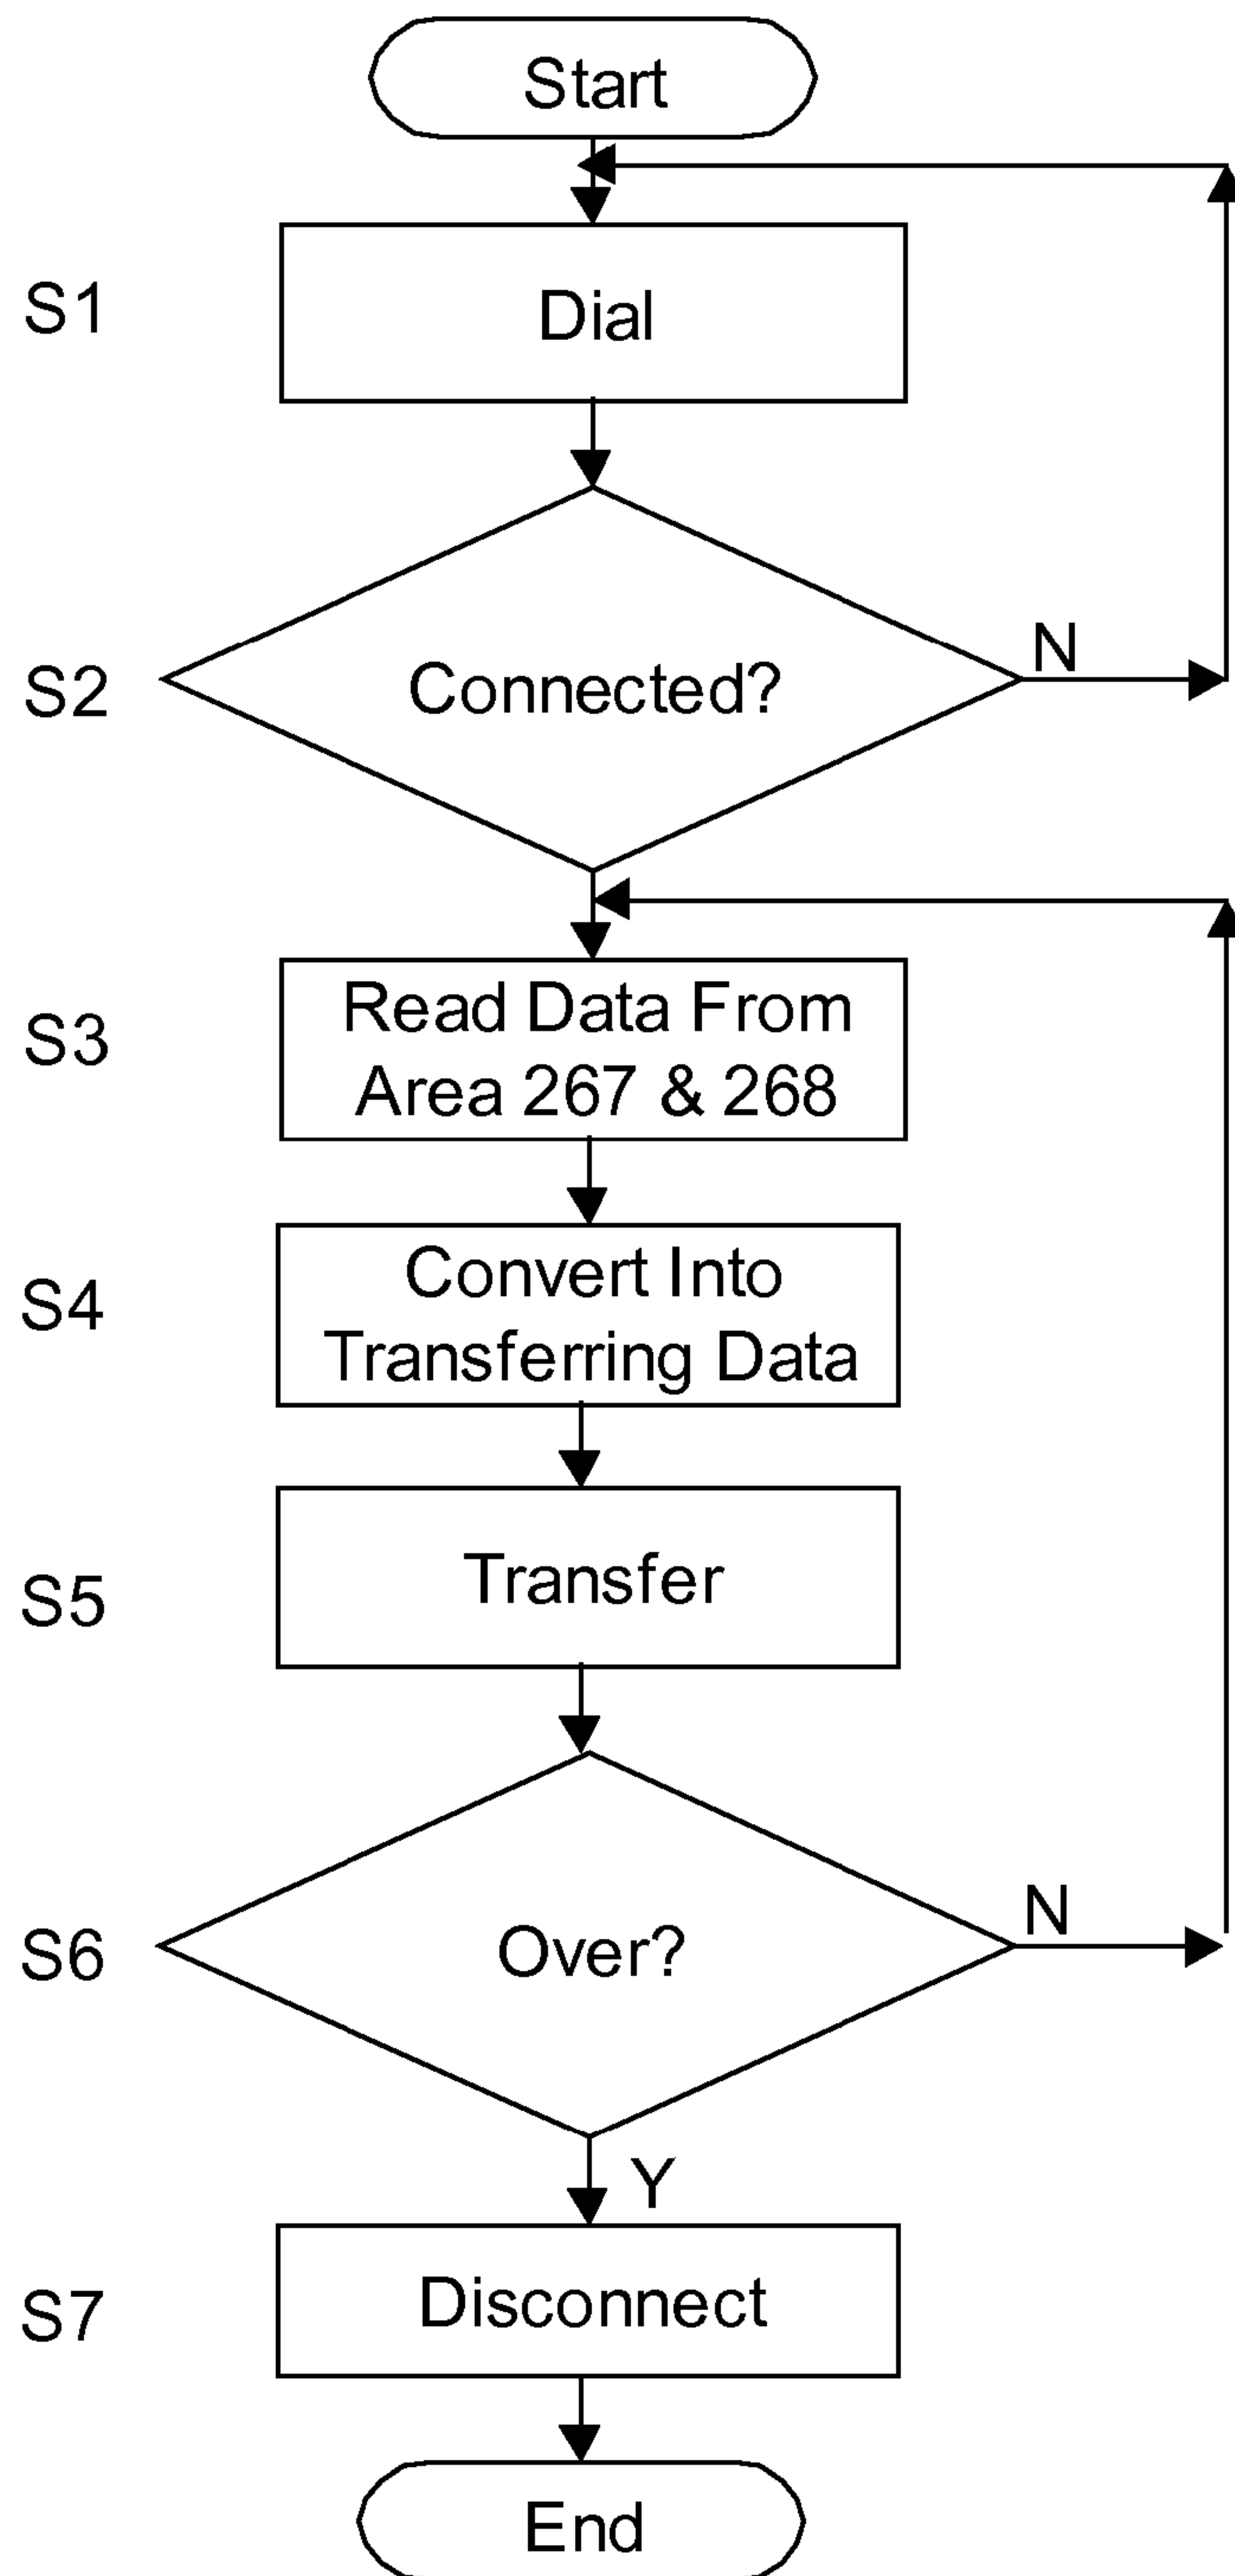 Start
S1
Dial
S2
Connected?
N
S3
Read Data From
Area 267 & 268
S4
Convert Into
Transferring Data
S5
Transfer
S6
Over?
N
Y
S7
Disconnect
End